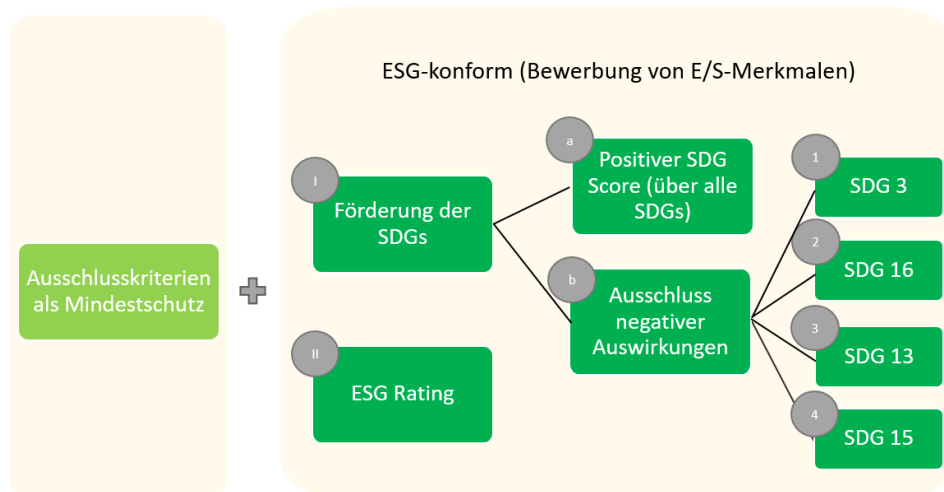 ESG-konform (Bewerbung von E/S-Merkmalen)
Ausschlusskriterien
als Mindestschutz
I
Förderung der
SDGs
a
Positiver SDG
Score (über alle
SDGs)
b
Ausschluss
negativer
Auswirkungen
1
SDG 3
2
SDG 16
3
SDG 13
4
SDG 15
II
ESG Rating